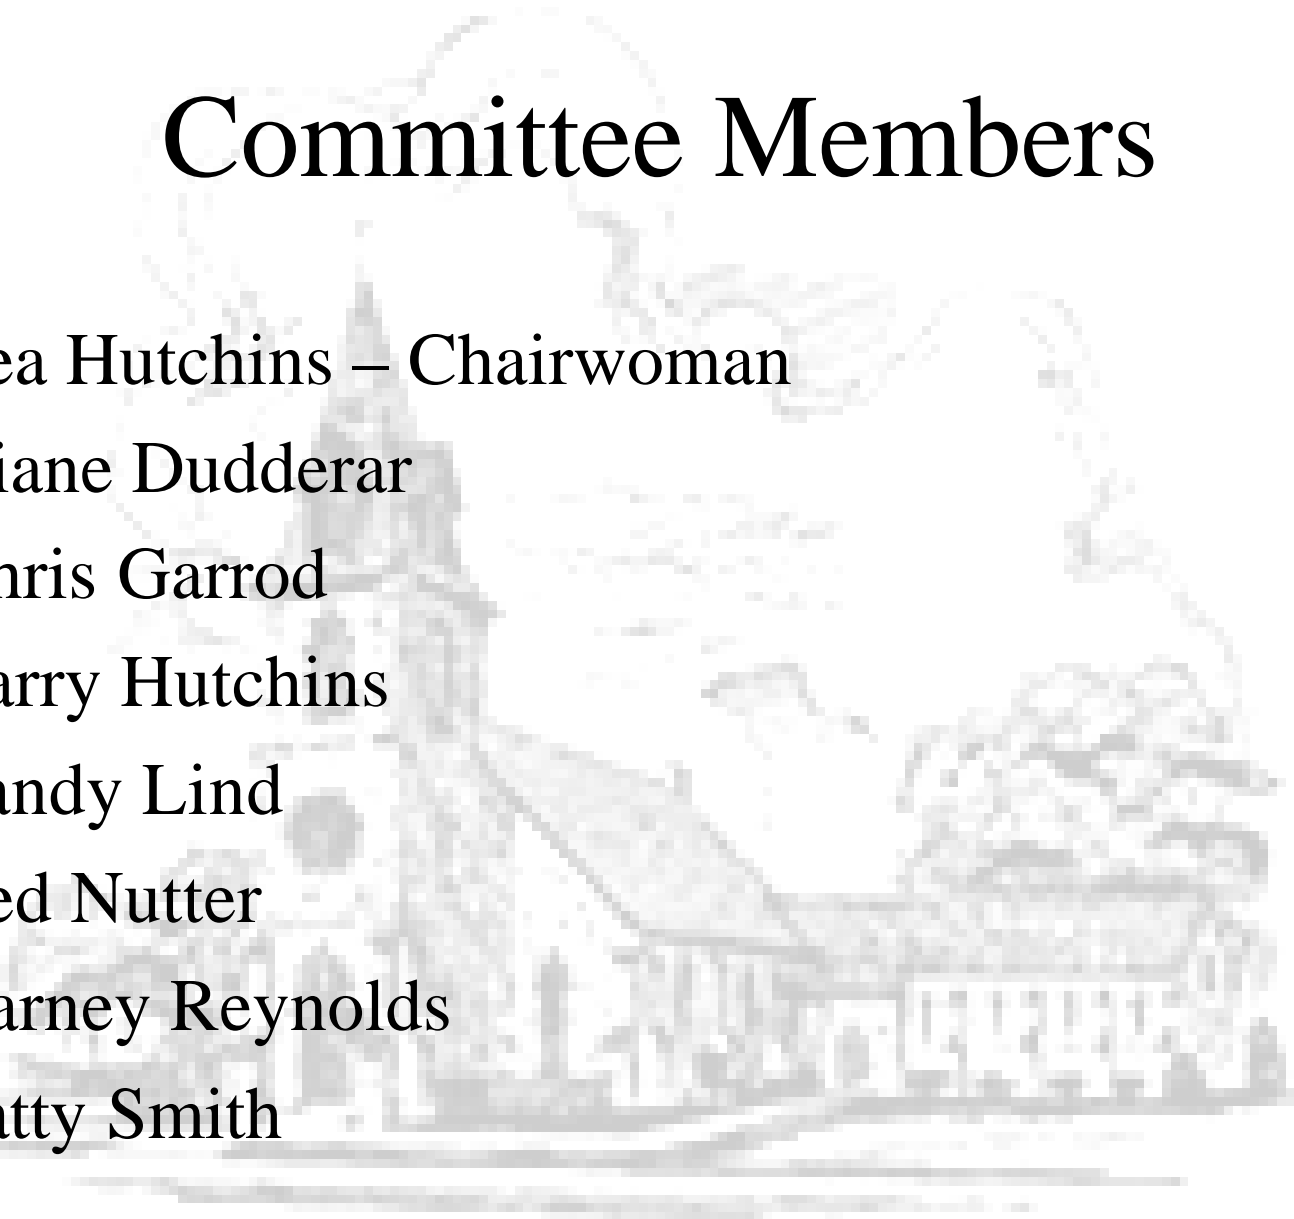 Committee Members
ea Hutchins – Chairwoman
iane Dudderar
hris Garrod
arry Hutchins
andy Lind
ed Nutter
arney Reynolds
atty Smith